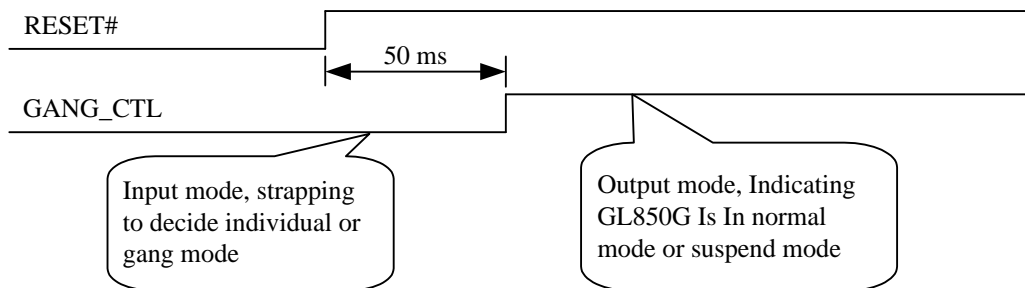 RESET#
50 ms
GANG_CTL
Input mode, strapping
to decide individual or
gang mode
Output mode, Indicating
GL850G Is In normal
mode or suspend mode